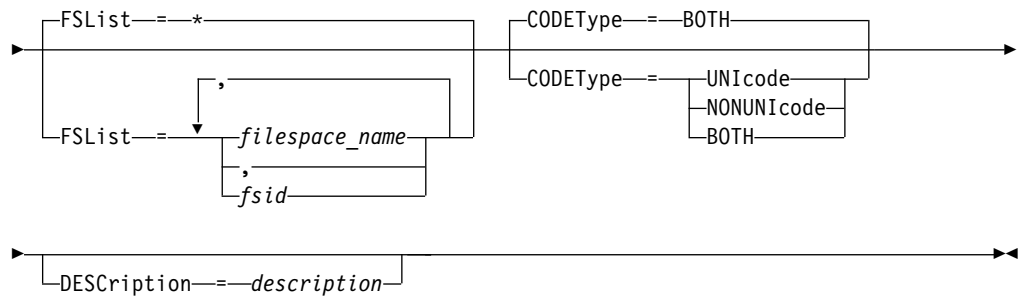 FSList = *
CODEType = BOTH
,
CODEType = UNIcode
NONUNIcode
BOTH
FSList = filespace_name
,
fsid
DESCription = description